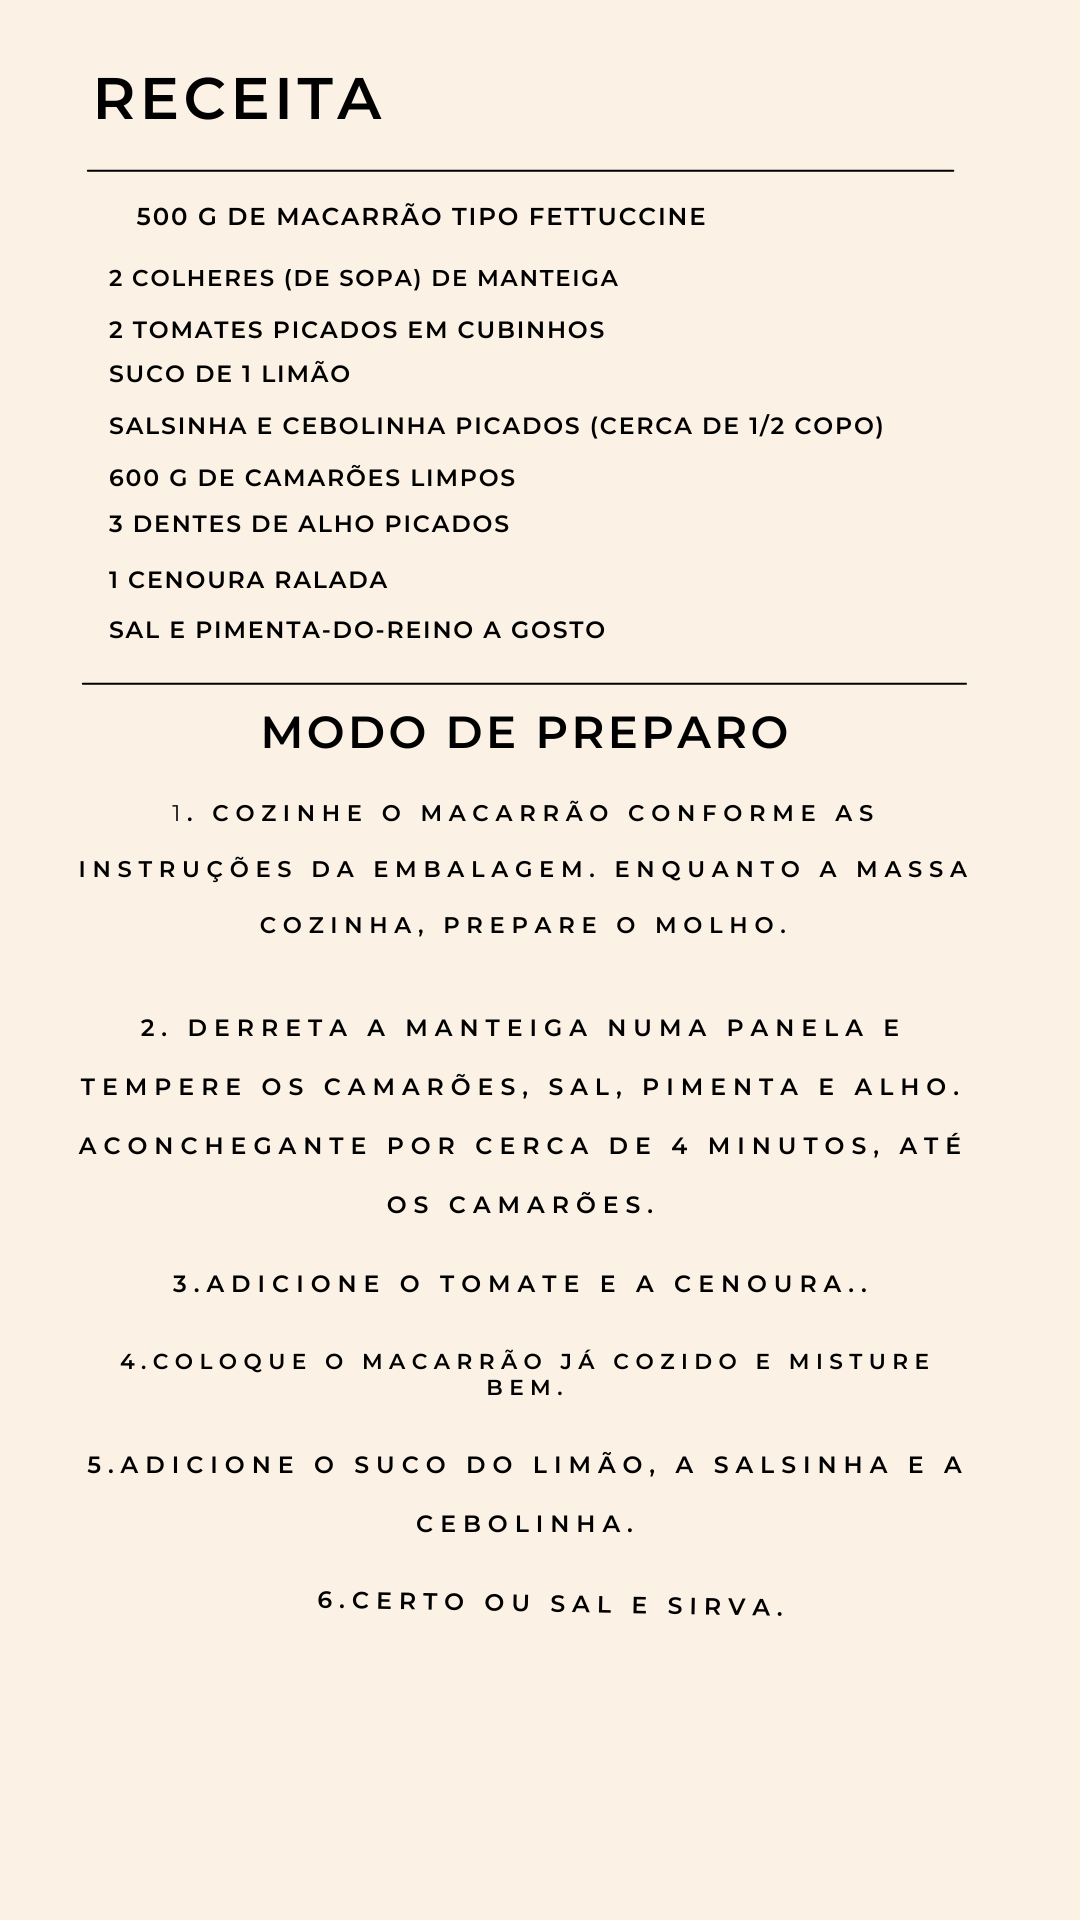 RECEITA
500 G DE MACARRÃO TIPO FETTUCCINE
2 COLHERES (DE SOPA) DE MANTEIGA
2 TOMATES PICADOS EM CUBINHOS
SUCO DE 1 LIMÃO
SALSINHA E CEBOLINHA PICADOS (CERCA DE 1/2 COPO)
600 G DE CAMARÕES LIMPOS
3 DENTES DE ALHO PICADOS
1 CENOURA RALADA
SAL E PIMENTA-DO-REINO A GOSTO
MODO DE PREPARO
1. COZINHE O MACARRÃO CONFORME AS
INSTRUÇÕES DA EMBALAGEM. ENQUANTO A MASSA
COZINHA, PREPARE O MOLHO.
2. DERRETA A MANTEIGA NUMA PANELA E
TEMPERE OS CAMARÕES, SAL, PIMENTA E ALHO.
ACONCHEGANTE POR CERCA DE 4 MINUTOS, ATÉ
OS CAMARÕES.
3.ADICIONE O TOMATE E A CENOURA..
4.COLOQUE O MACARRÃO JÁ COZIDO E MISTURE
BEM.
5.ADICIONE O SUCO DO LIMÃO, A SALSINHA E A
CEBOLINHA.
6.CERTO OU SAL E SIRVA.